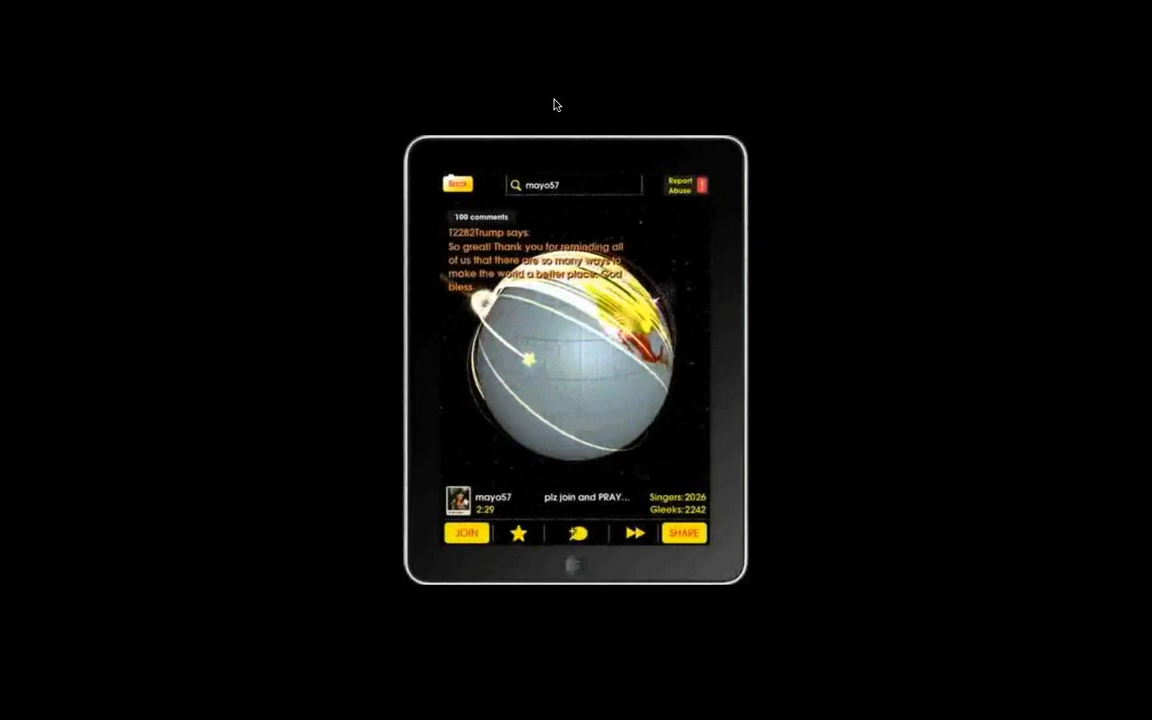 Back
mayo57
Report
Abuse
!
100 comments
T2282Trump says:
So great! Thank you for reminding all
of us that there are so many ways to
make the world a better place. God
bless.
mayo57
plz join and PRAY...
Singers:2026
2:29
Gleeks:2242
JOIN
SHARE